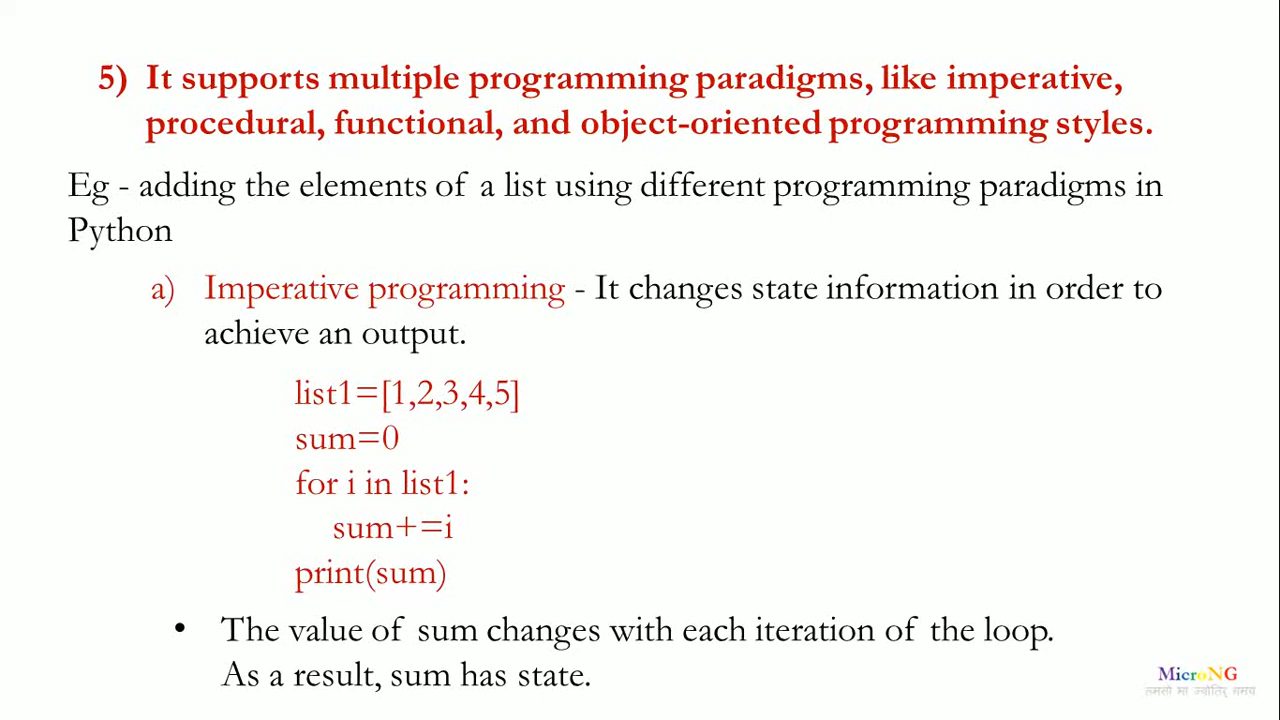 5) It supports multiple programming paradigms, like imperative,
procedural, functional, and object-oriented programming styles.
Eg - adding the elements of a list using different programming paradigms in
Python
a) Imperative programming - It changes state information in order to
achieve an output.
list1=[1,2,3,4,5]
sum=0
for i in list1:
sum+=i
print(sum)
• The value of sum changes with each iteration of the loop.
As a result, sum has state.
MicroNG
तमसो मा ज्योतिर् गमय